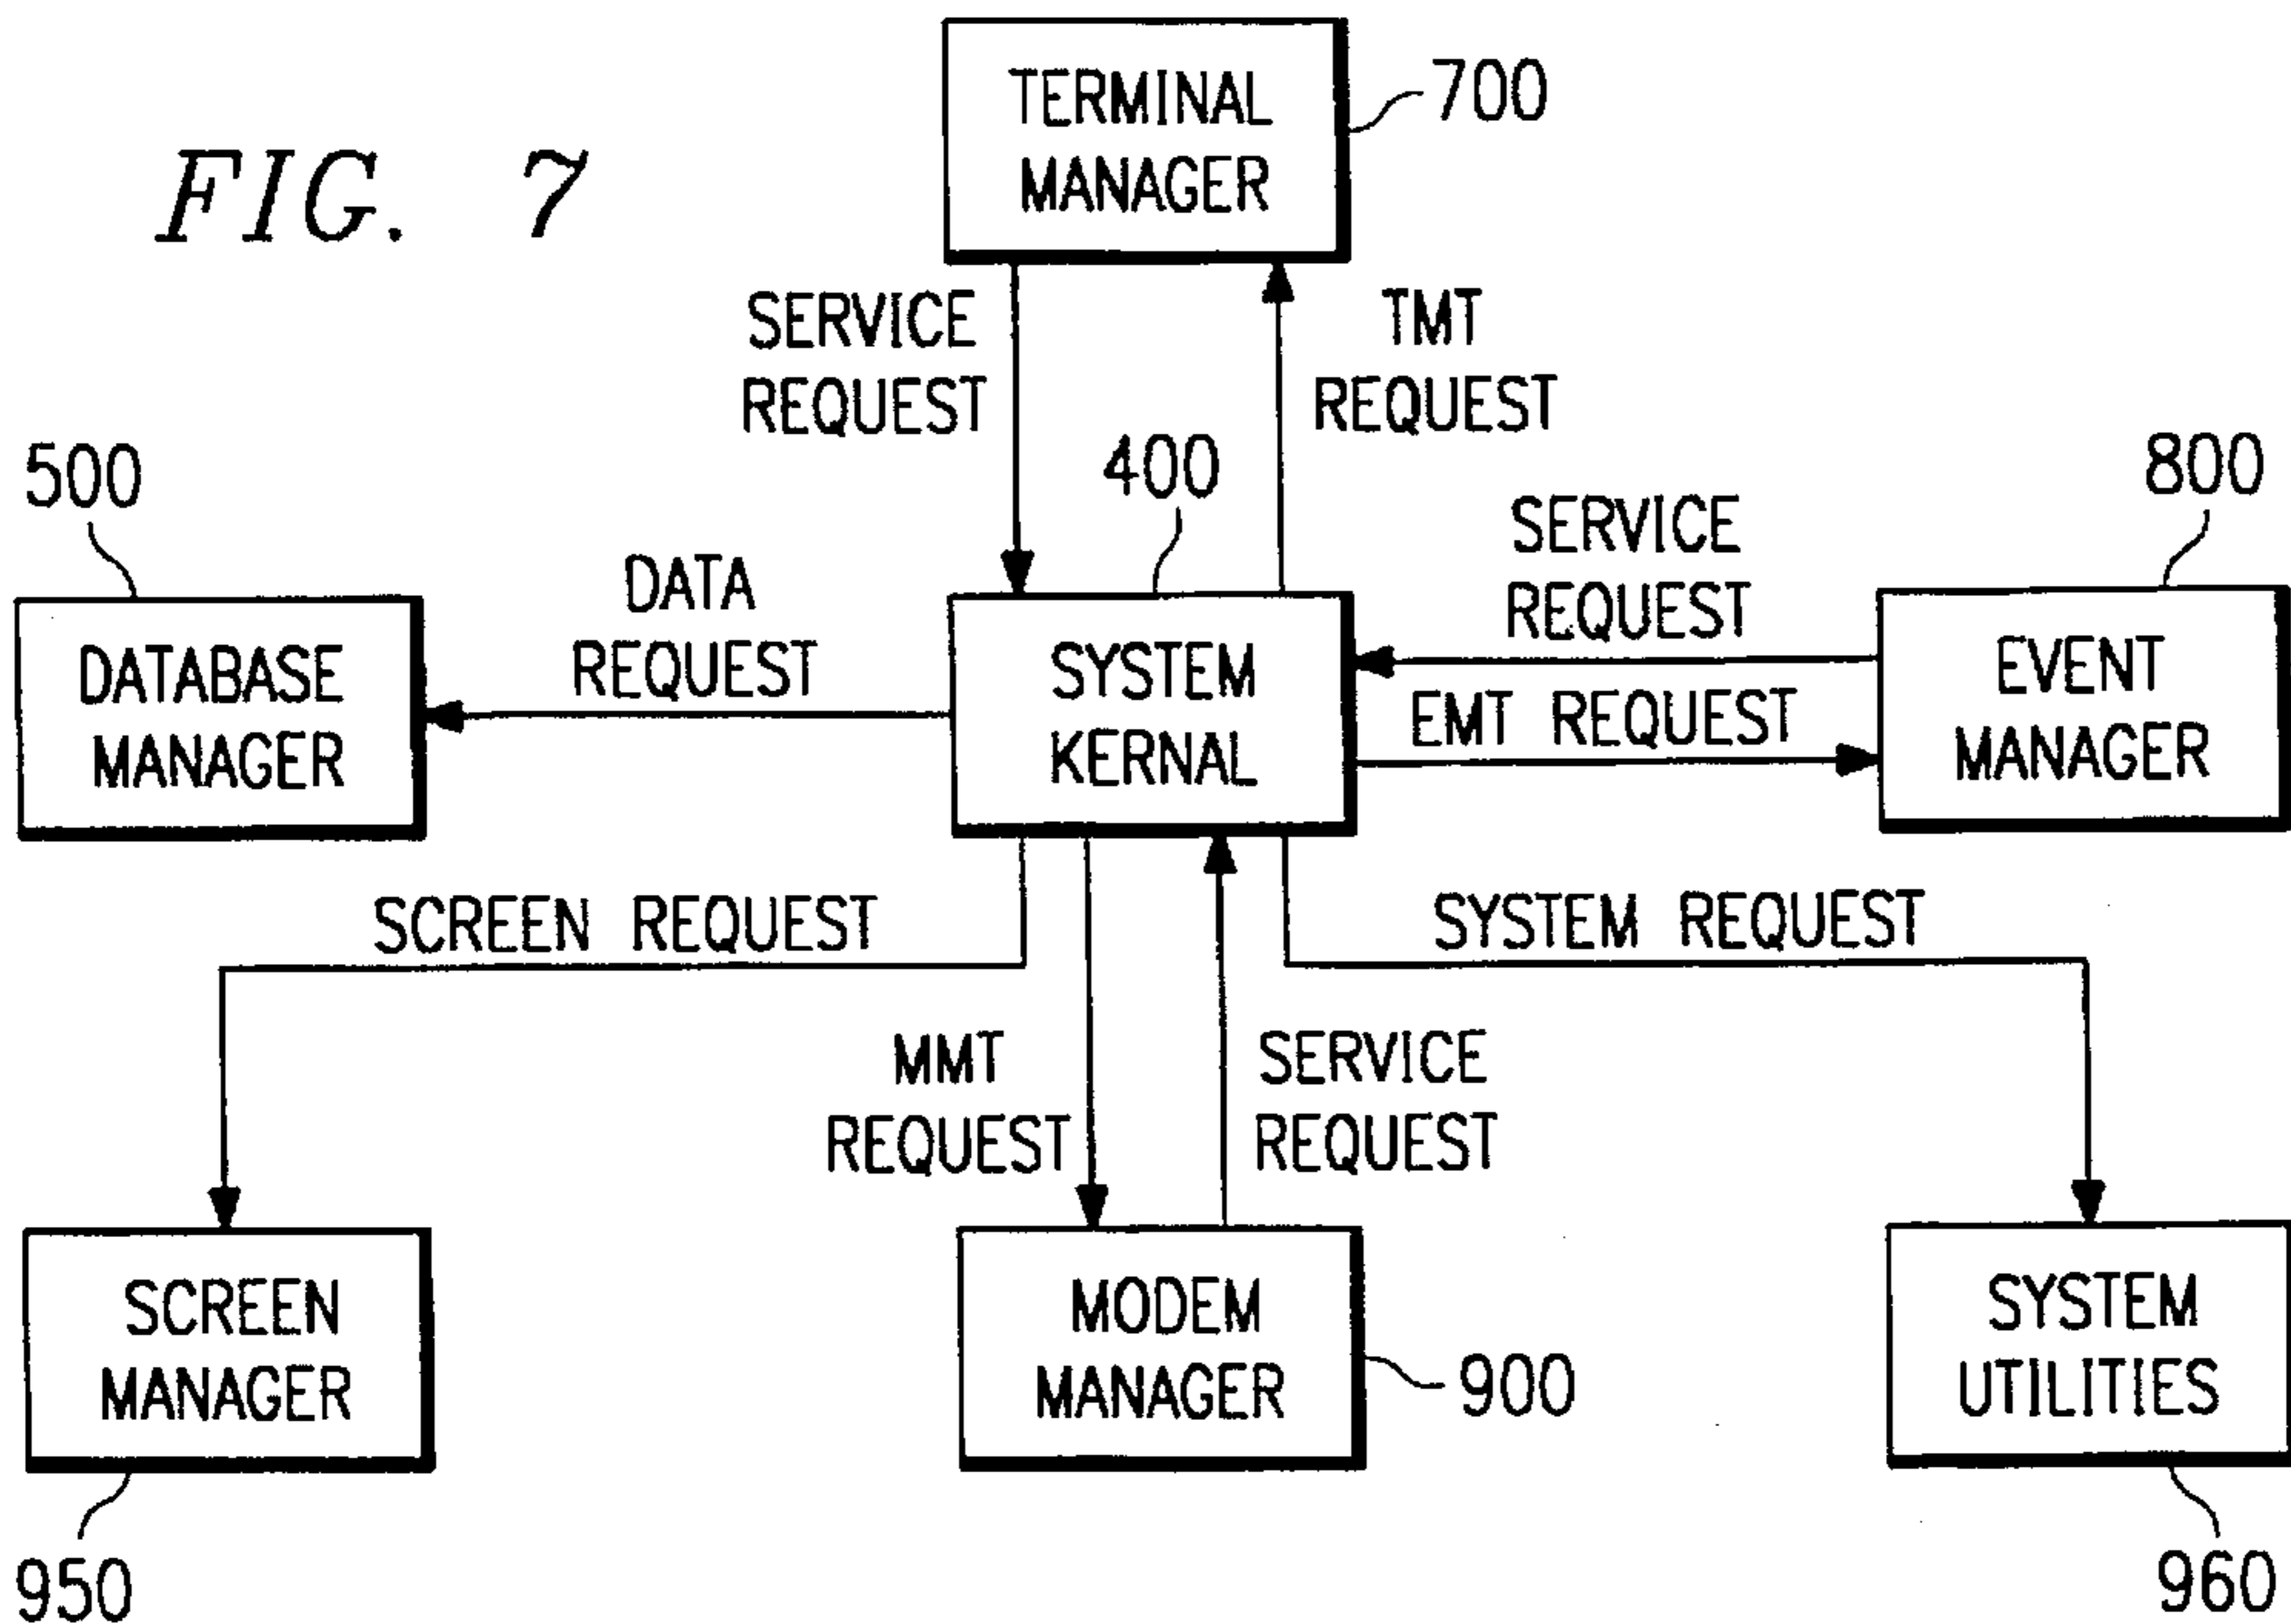 FIG. 7
TERMINAL
MANAGER
700
SERVICE
REQUEST
TMT
REQUEST
500
400
800
DATA
REQUEST
SERVICE
REQUEST
DATABASE
MANAGER
SYSTEM
KERNAL
EMT REQUEST
EVENT
MANAGER
SCREEN REQUEST
SYSTEM REQUEST
MMT
REQUEST
SERVICE
REQUEST
SCREEN
MANAGER
MODEM
MANAGER
900
SYSTEM
UTILITIES
950
960